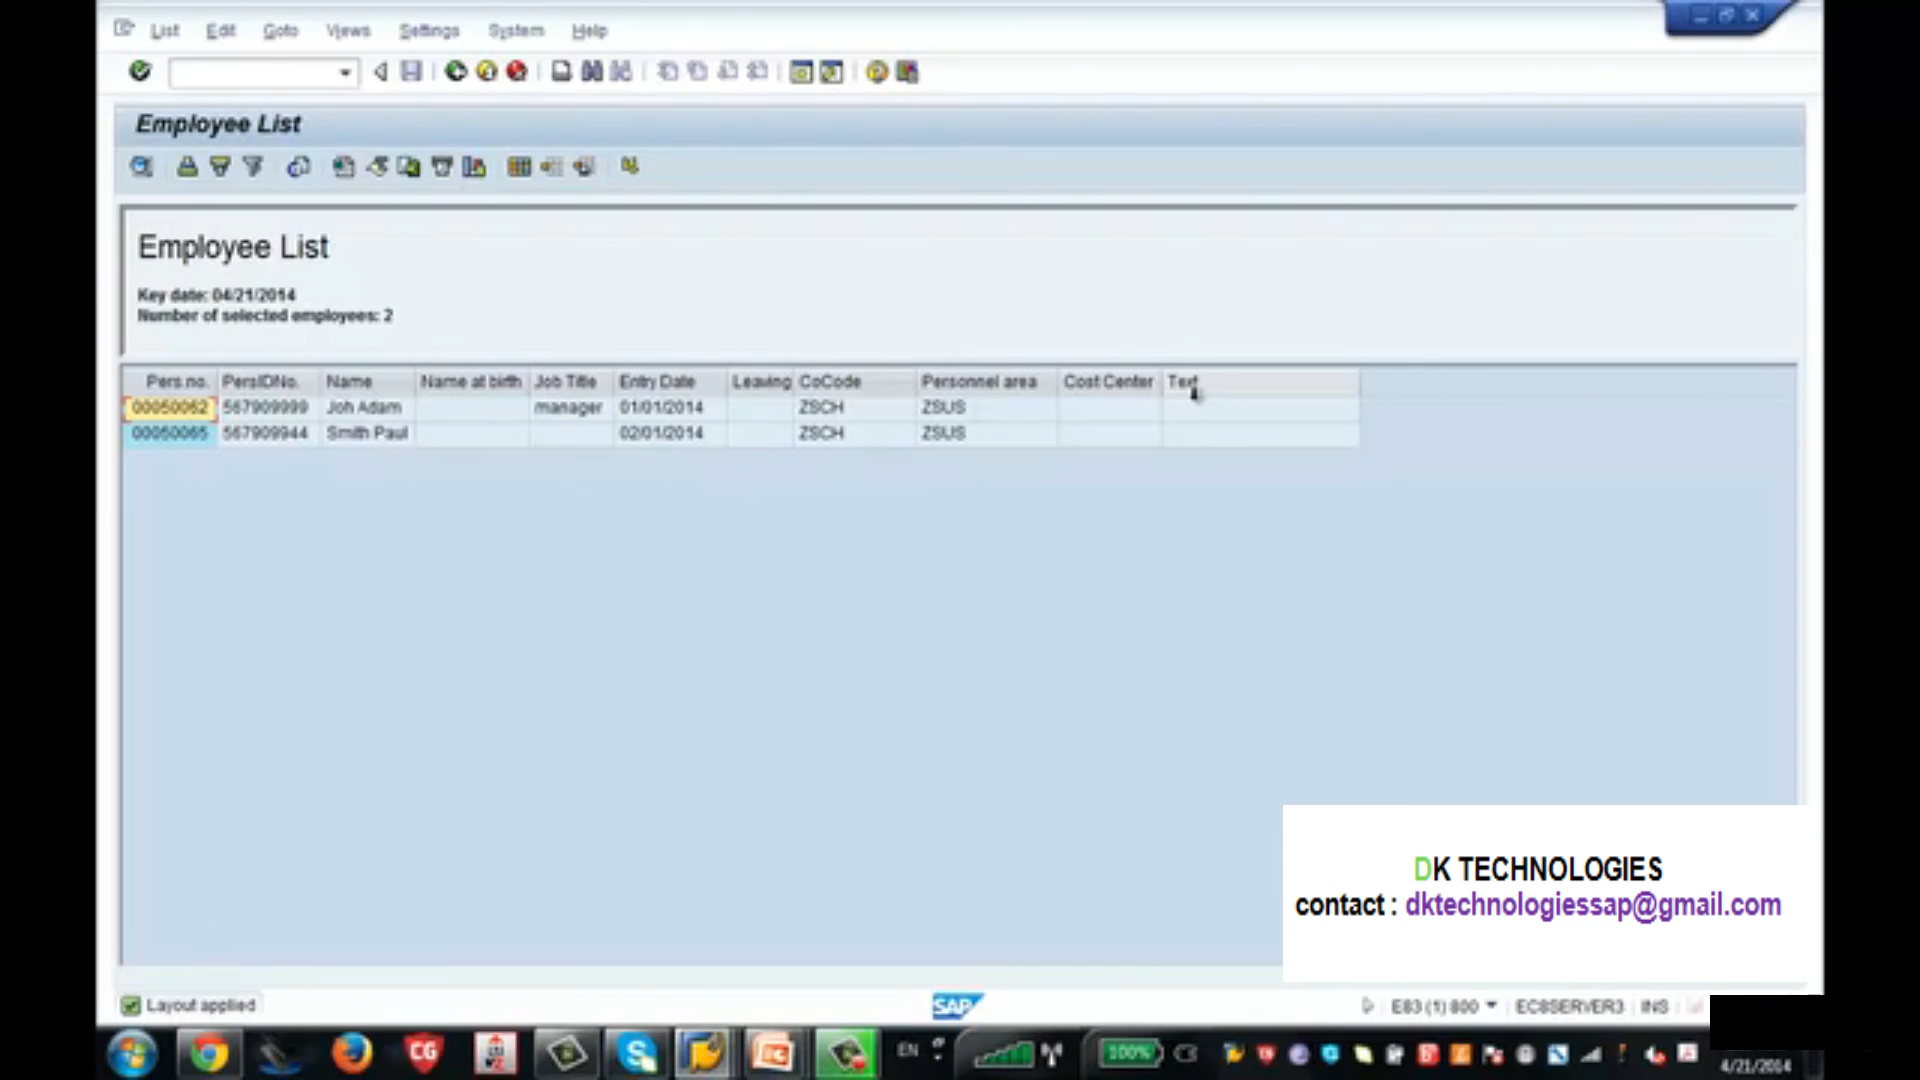 List Edit Goto Views Settings System Help
Employee List
Employee List
Key date: 04/21/2014
Number of selected employees: 2
Pers.no. PersIDNo. Name Name at birth Job Title Entry Date Leaving CoCode Personnel area Cost Center Text
00050062 567909999 Joh Adam manager 01/01/2014 ZSCH ZSUS
00050065 567909944 Smith Paul 02/01/2014 ZSCH ZSUS
DK TECHNOLOGIES
contact : dktechnologiessap@gmail.com
Layout applied
SAP
E83 (1) 800 EC8SERVER3 INS
CG
EN
100%
4/21/2014